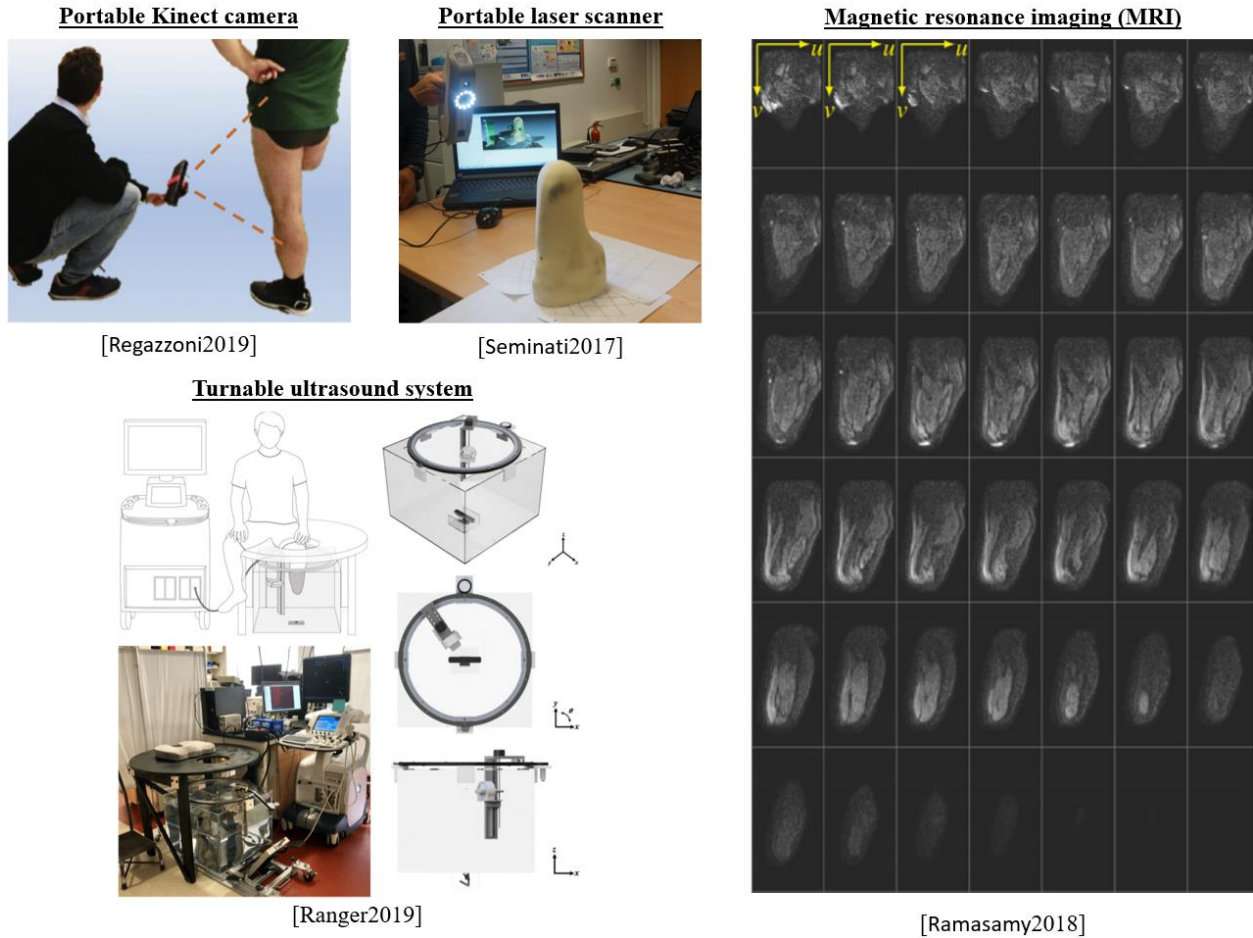 Portable Kinect camera
Portable laser scanner
Magnetic resonance imaging (MRI)
u
u
u
v
v
v
[Regazzoni2019]
[Seminati2017]
Turnable ultrasound system
z
y
x
y
θ
x
z
x
[Ranger2019]
[Ramasamy2018]